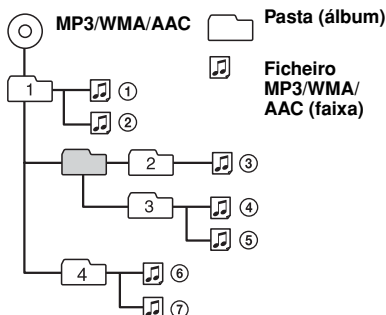 MP3/WMA/AAC
Pasta (álbum)
Ficheiro
MP3/WMA/
AAC (faixa)
1
①
②
2
③
3
④
⑤
4
⑥
⑦